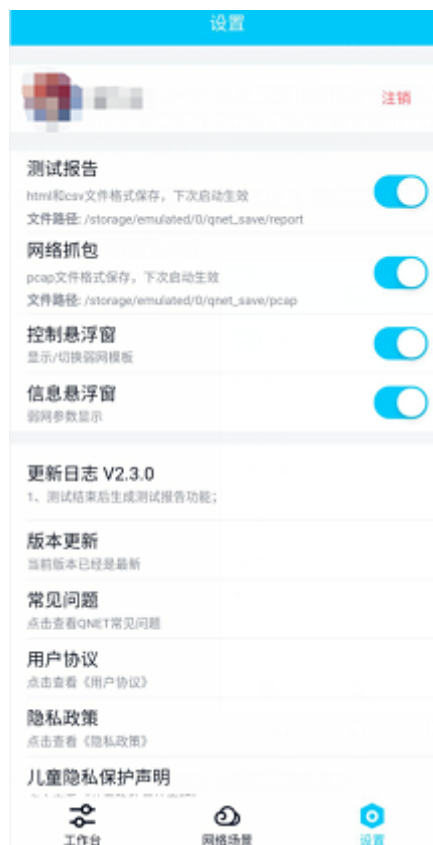 设置
注销
测试报告
html和csv文件格式保存，下次启动生效
文件路径: /storage/emulated/0/qnet_save/report
网络抓包
pcap文件格式保存，下次启动生效
文件路径: /storage/emulated/0/qnet_save/pcap
控制悬浮窗
显示/切换弱网模板
信息悬浮窗
弱网参数显示
更新日志 V2.3.0
1、测试结束后生成测试报告功能；
版本更新
当前版本已经是最新
常见问题
点击查看QNET常见问题
用户协议
点击查看《用户协议》
隐私政策
点击查看《隐私政策》
儿童隐私保护声明
工作台
网络场景
设置